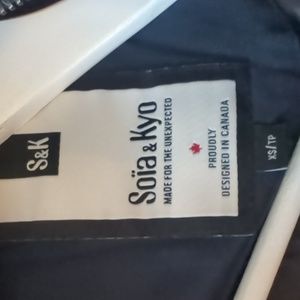 S&K
Soïa & Kyo
MADE FOR THE UNEXPECTED
PROUDLY
DESIGNED IN CANADA
XS/TP